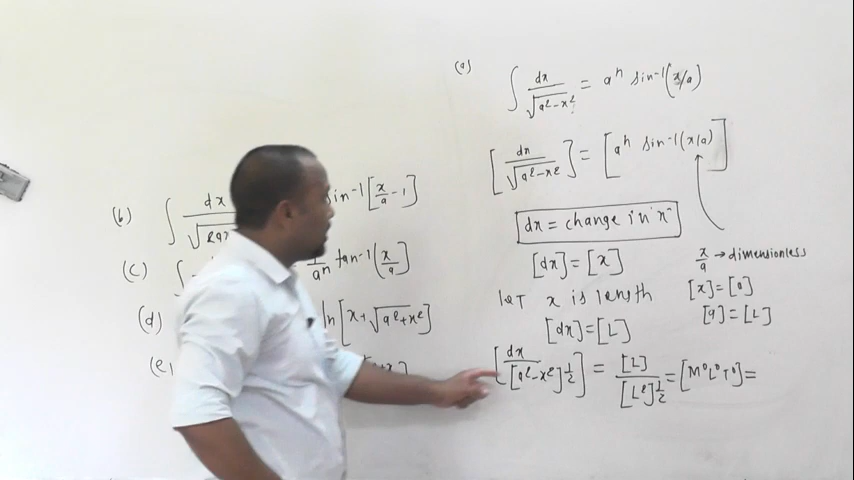 (a)
∫ dx/√(a²-x²) = aⁿ sin-1(x/a)
[dx/√(a²-x²)] = [aⁿ sin-1(x/a)]
dx = change in 'x'
[dx] = [x]
x/a → dimensionless
let x is length
[x] = [a]
[dx] = [L]
[a] = [L]
[dx/[a²-x²]½] = [L]/[L²]½ = [M⁰L⁰T⁰] =
(b) ∫ dx/√ sin-1[x/a - 1]
(c) ∫ 1/aⁿ tan-1(x/a)
(d) ln[x+√(a²+x²)]
(e)